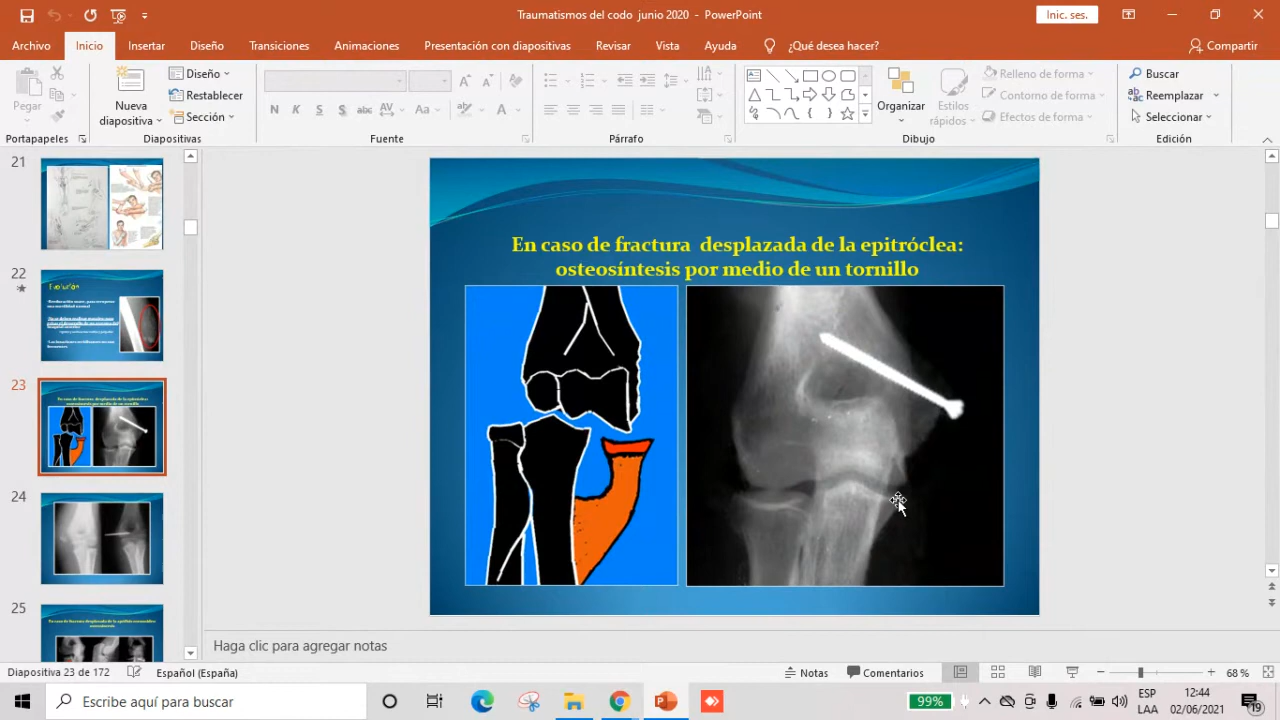 Traumatismos del codo junio 2020 - PowerPoint
Inic. ses.
Archivo Inicio Insertar Diseño Transiciones Animaciones Presentación con diapositivas Revisar Vista Ayuda ¿Qué desea hacer? Compartir
Pegar
Nueva diapositiva
Diseño
Restablecer
Sección
N K S S abc AV Aa A
Organizar
Estilos rápidos
Relleno de forma
Contorno de forma
Efectos de forma
Buscar
Reemplazar
Seleccionar
Portapapeles Diapositivas Fuente Párrafo Dibujo Edición
21
22
Evolución
23
24
25
En caso de fractura desplazada de la epitróclea:
osteosíntesis por medio de un tornillo
Haga clic para agregar notas
Diapositiva 23 de 172 Español (España) Notas Comentarios 68 %
Escribe aquí para buscar
99%
ESP
LAA
12:44
02/06/2021
19